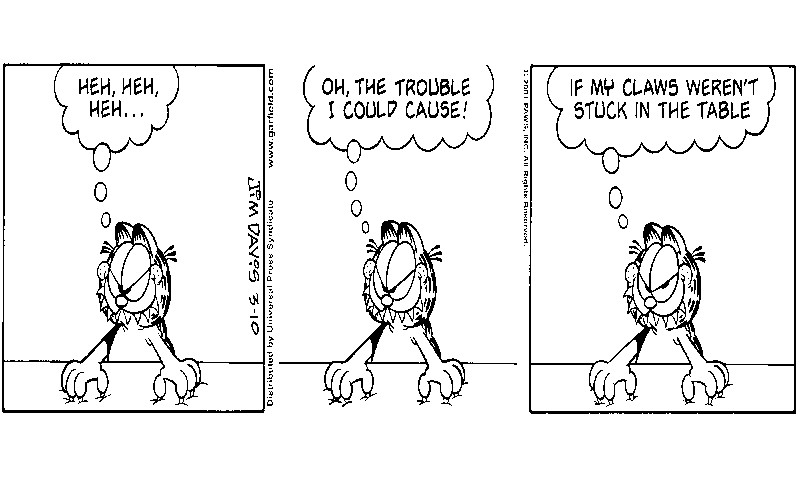 HEH, HEH,
HEH...
JIM DAVIS 3-10
www.garfield.com
Distributed by Universal Press Syndicate
OH, THE TROUBLE
I COULD CAUSE!
© 2001 PAWS, INC. All Rights Reserved.
IF MY CLAWS WEREN'T
STUCK IN THE TABLE